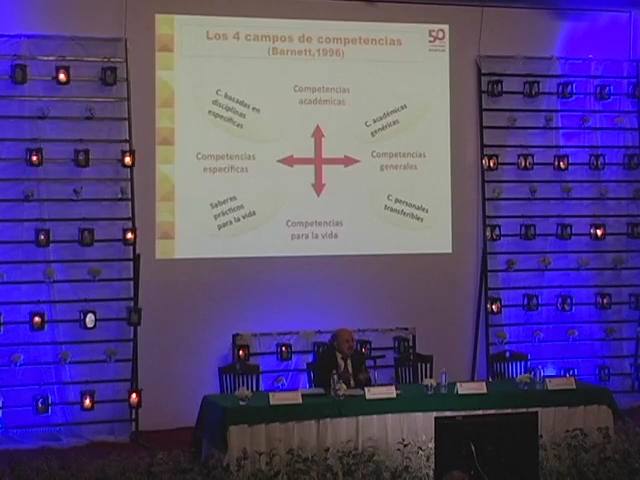 Los 4 campos de competencias
(Barnett,1996)
50
Competencias
académicas
C. basadas en
disciplinas
específicas
C. académicas
genéricas
Competencias
específicas
Competencias
generales
Saberes
prácticos
para la vida
C. personales
transferibles
Competencias
para la vida